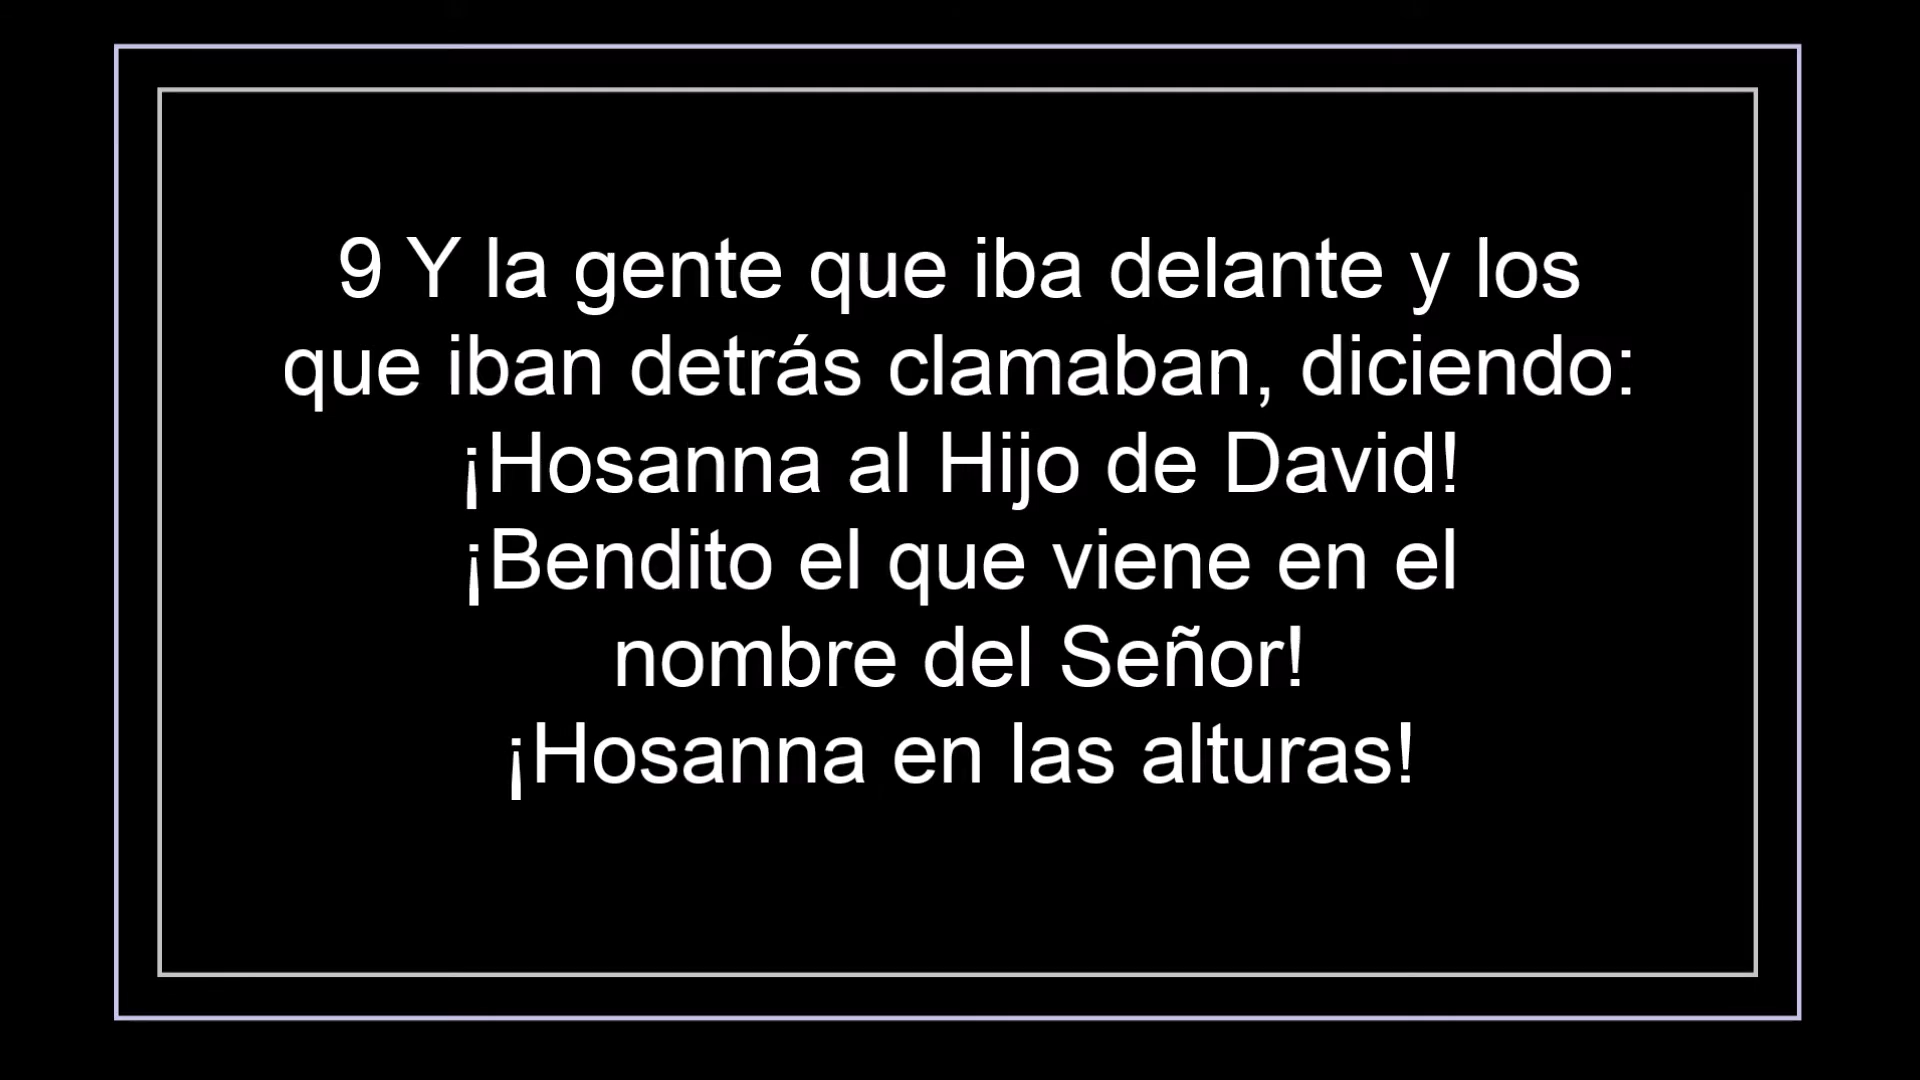 9 Y la gente que iba delante y los
que iban detrás clamaban, diciendo:
¡Hosanna al Hijo de David!
¡Bendito el que viene en el
nombre del Señor!
¡Hosanna en las alturas!